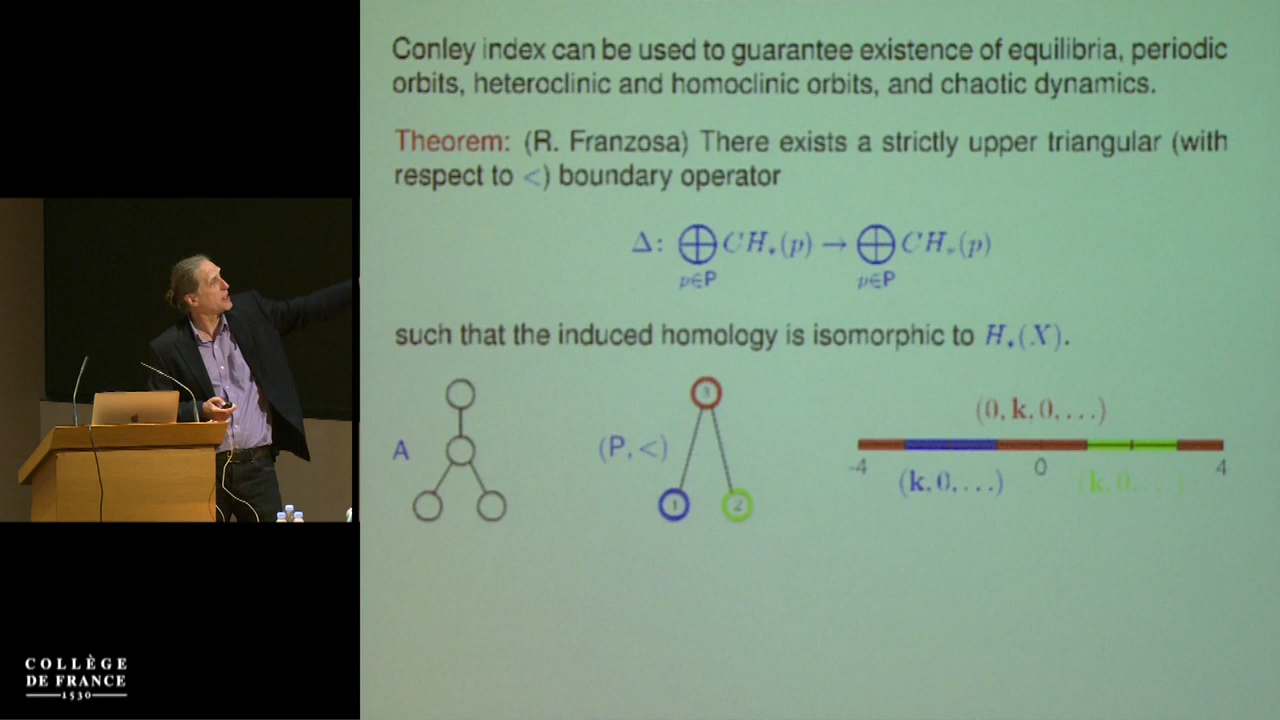 Conley index can be used to guarantee existence of equilibria, periodic
orbits, heteroclinic and homoclinic orbits, and chaotic dynamics.
Theorem: (R. Franzosa) There exists a strictly upper triangular (with
respect to <) boundary operator
Δ: ⨁ CH∗(p) → ⨁ CH∗(p)
p∈P p∈P
such that the induced homology is isomorphic to H∗(X).
A
(P, <)
3
1
2
(0, k, 0, …)
-4 0 4
(k, 0, …) (k, 0, …)
COLLÈGE
DE FRANCE
1530